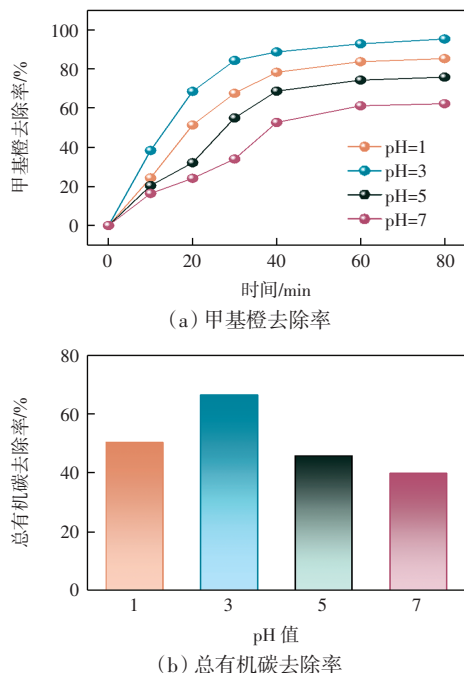 甲基橙去除率/%
100
80
60
40
20
0
pH=1
pH=3
pH=5
pH=7
0 20 40 60 80
时间/min
(a)甲基橙去除率
总有机碳去除率/%
80
60
40
20
0
1 3 5 7
pH 值
(b)总有机碳去除率